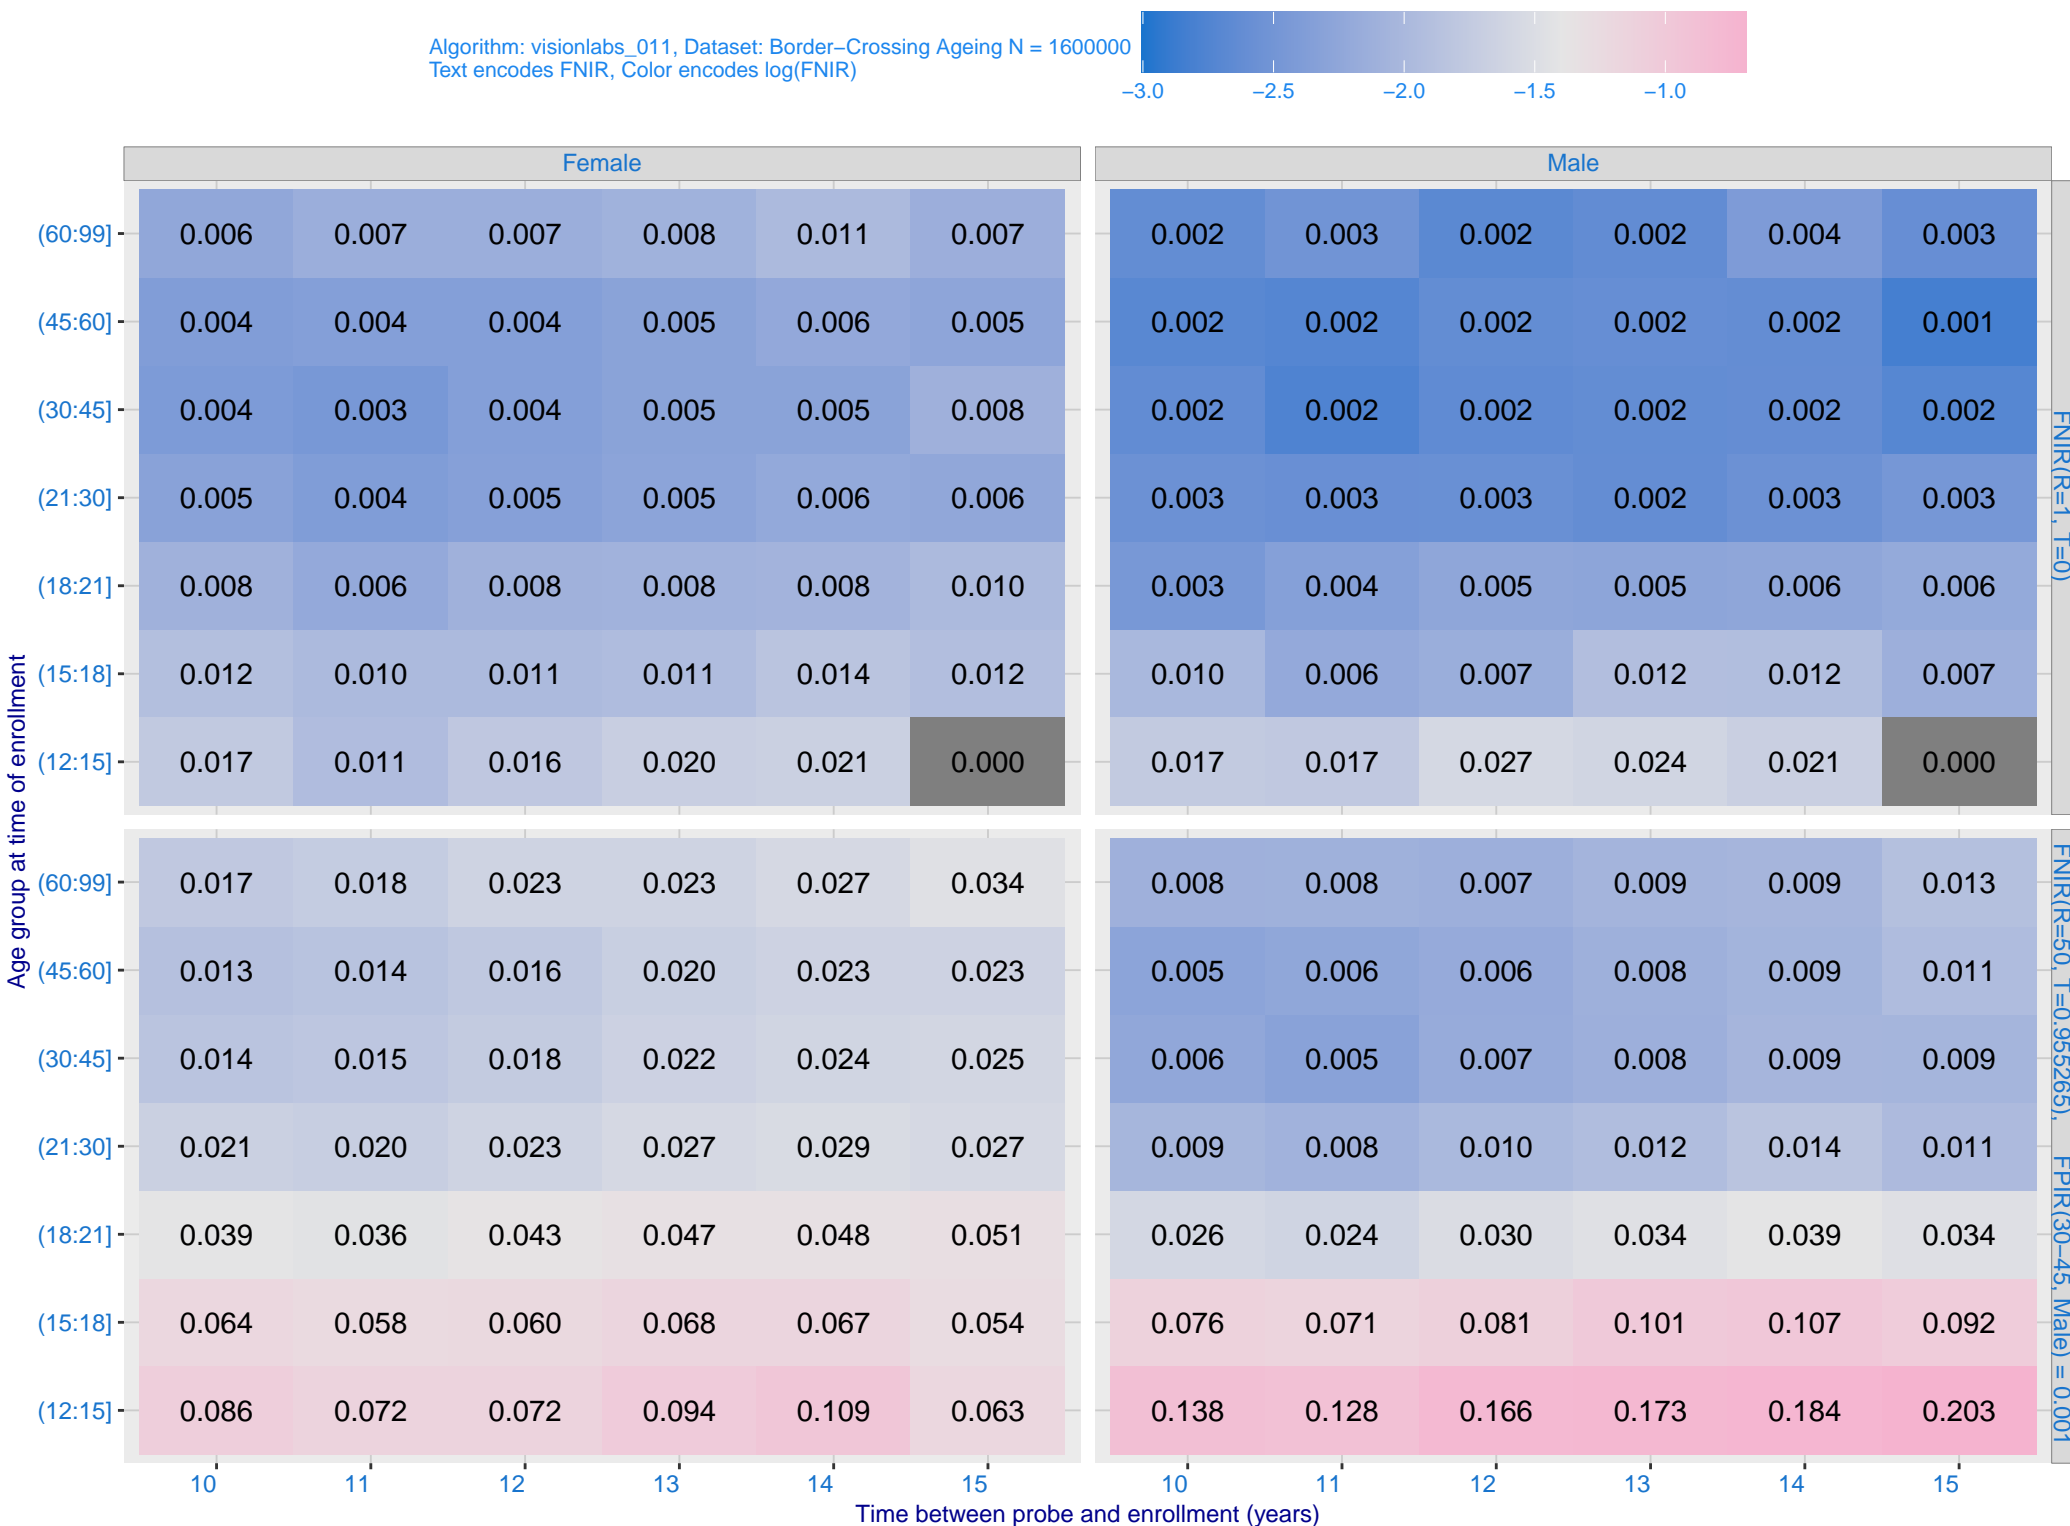 Algorithm: visionlabs_011, Dataset: Border−Crossing Ageing N = 1600000
Text encodes FNIR, Color encodes log(FNIR)
−3.0 −2.5 −2.0 −1.5 −1.0
Female Male
(60:99] 0.006 0.007 0.007 0.008 0.011 0.007 0.002 0.003 0.002 0.002 0.004 0.003
(45:60] 0.004 0.004 0.004 0.005 0.006 0.005 0.002 0.002 0.002 0.002 0.002 0.001
(30:45] 0.004 0.003 0.004 0.005 0.005 0.008 0.002 0.002 0.002 0.002 0.002 0.002
(21:30] 0.005 0.004 0.005 0.005 0.006 0.006 0.003 0.003 0.003 0.002 0.003 0.003
(18:21] 0.008 0.006 0.008 0.008 0.008 0.010 0.003 0.004 0.005 0.005 0.006 0.006
(15:18] 0.012 0.010 0.011 0.011 0.014 0.012 0.010 0.006 0.007 0.012 0.012 0.007
(12:15] 0.017 0.011 0.016 0.020 0.021 0.000 0.017 0.017 0.027 0.024 0.021 0.000
FNIR(R=1, T=0)
(60:99] 0.017 0.018 0.023 0.023 0.027 0.034 0.008 0.008 0.007 0.009 0.009 0.013
(45:60] 0.013 0.014 0.016 0.020 0.023 0.023 0.005 0.006 0.006 0.008 0.009 0.011
(30:45] 0.014 0.015 0.018 0.022 0.024 0.025 0.006 0.005 0.007 0.008 0.009 0.009
(21:30] 0.021 0.020 0.023 0.027 0.029 0.027 0.009 0.008 0.010 0.012 0.014 0.011
(18:21] 0.039 0.036 0.043 0.047 0.048 0.051 0.026 0.024 0.030 0.034 0.039 0.034
(15:18] 0.064 0.058 0.060 0.068 0.067 0.054 0.076 0.071 0.081 0.101 0.107 0.092
(12:15] 0.086 0.072 0.072 0.094 0.109 0.063 0.138 0.128 0.166 0.173 0.184 0.203
FNIR(R=50, T=0.955265), FPIR(30−45, Male) = 0.001
10 11 12 13 14 15 10 11 12 13 14 15
Time between probe and enrollment (years)
Age group at time of enrollment